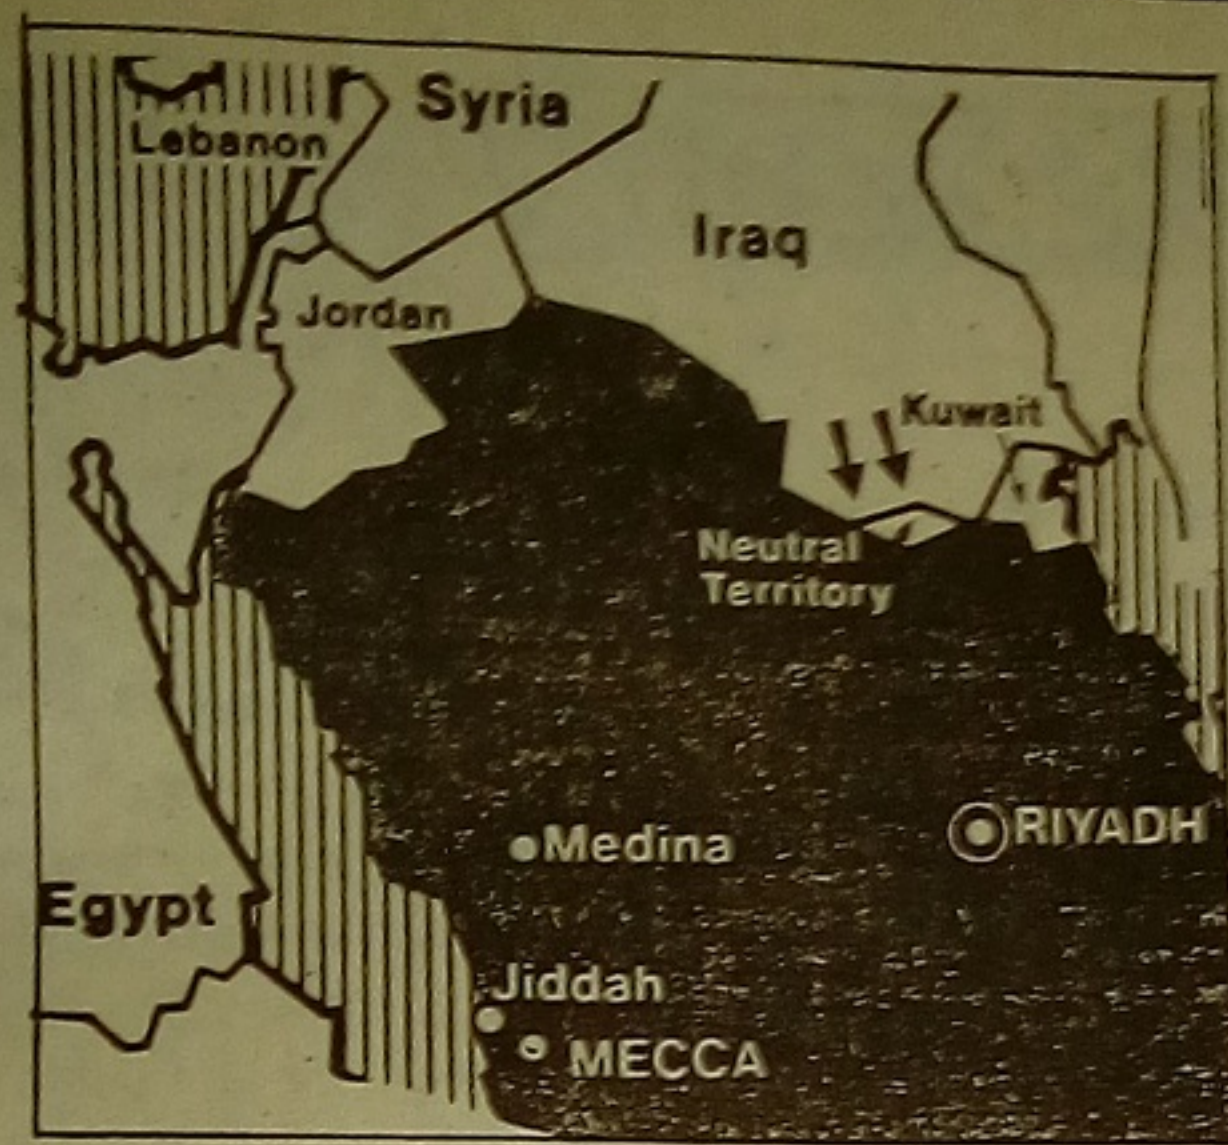 Syria
Lebanon
Iraq
Jordan
Kuwait
Neutral
Territory
RIYADH
Medina
Egypt
Jiddah
MECCA